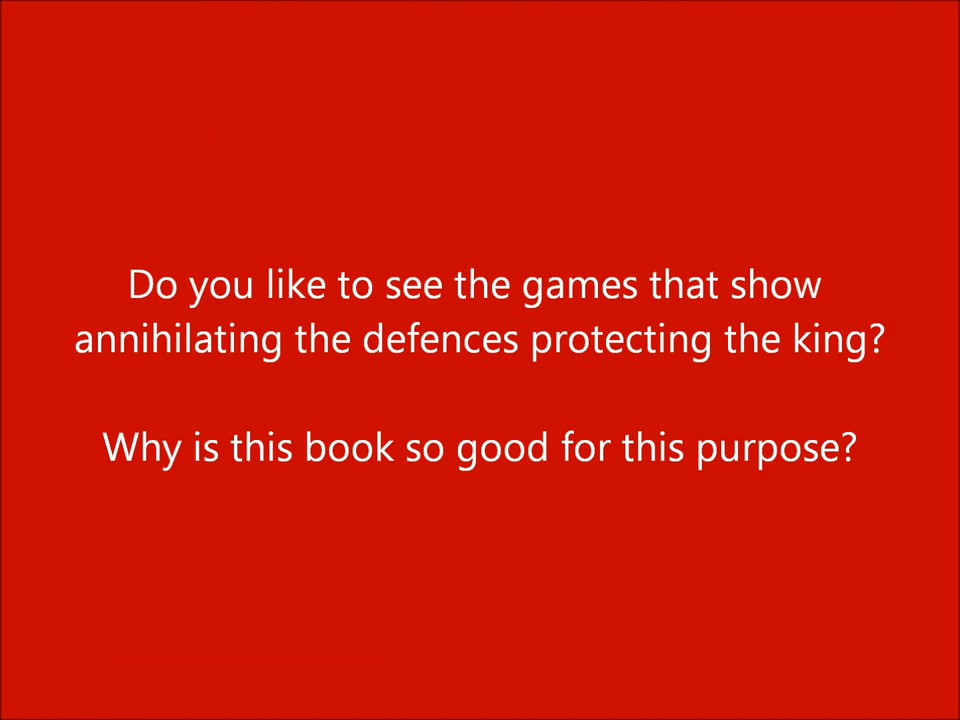 Do you like to see the games that show
annihilating the defences protecting the king?
Why is this book so good for this purpose?